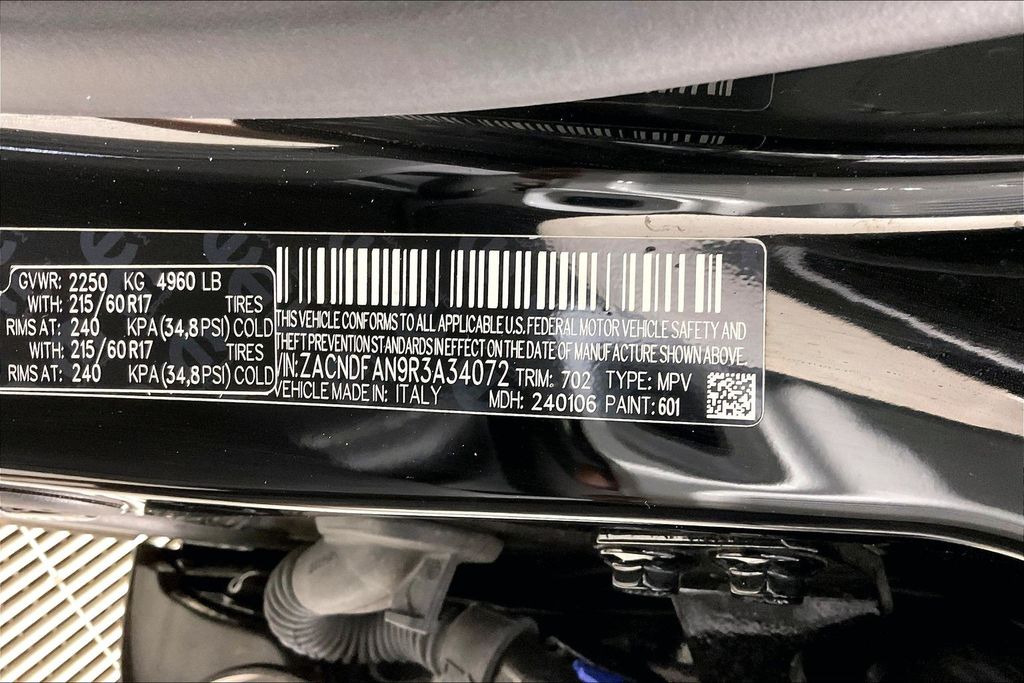 GVWR: 2250 KG 4960 LB
WITH: 215/60R17 TIRES
RIMS AT: 240 KPA(34,8PSI) COLD
WITH: 215/60R17 TIRES
RIMS AT: 240 KPA(34,8PSI) COLD
THIS VEHICLE CONFORMS TO ALL APPLICABLE U.S. FEDERAL MOTOR VEHICLE SAFETY AND
THEFT PREVENTION STANDARDS IN EFFECT ON THE DATE OF MANUFACTURE SHOWN ABOVE.
VIN: ZACNDFAN9R3A34072 TRIM: 702 TYPE: MPV
VEHICLE MADE IN: ITALY MDH: 240106 PAINT: 601